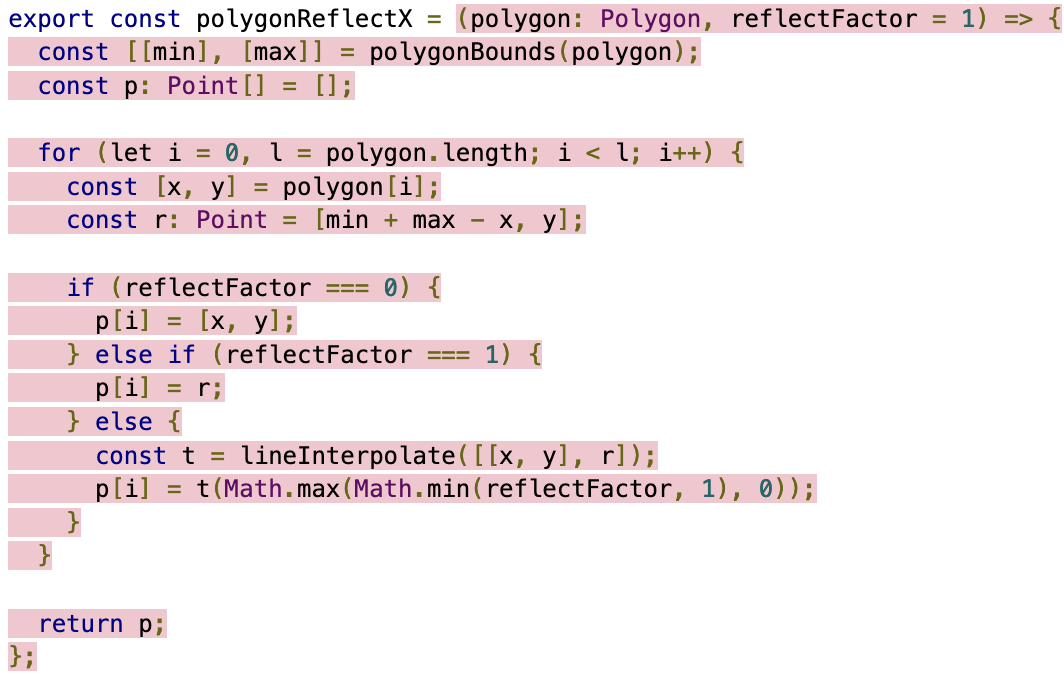 export const polygonReflectX = (polygon: Polygon, reflectFactor = 1) => {
  const [[min], [max]] = polygonBounds(polygon);
  const p: Point[] = [];

  for (let i = 0, l = polygon.length; i < l; i++) {
    const [x, y] = polygon[i];
    const r: Point = [min + max - x, y];

    if (reflectFactor === 0) {
      p[i] = [x, y];
    } else if (reflectFactor === 1) {
      p[i] = r;
    } else {
      const t = lineInterpolate([[x, y], r]);
      p[i] = t(Math.max(Math.min(reflectFactor, 1), 0));
    }
  }

  return p;
};